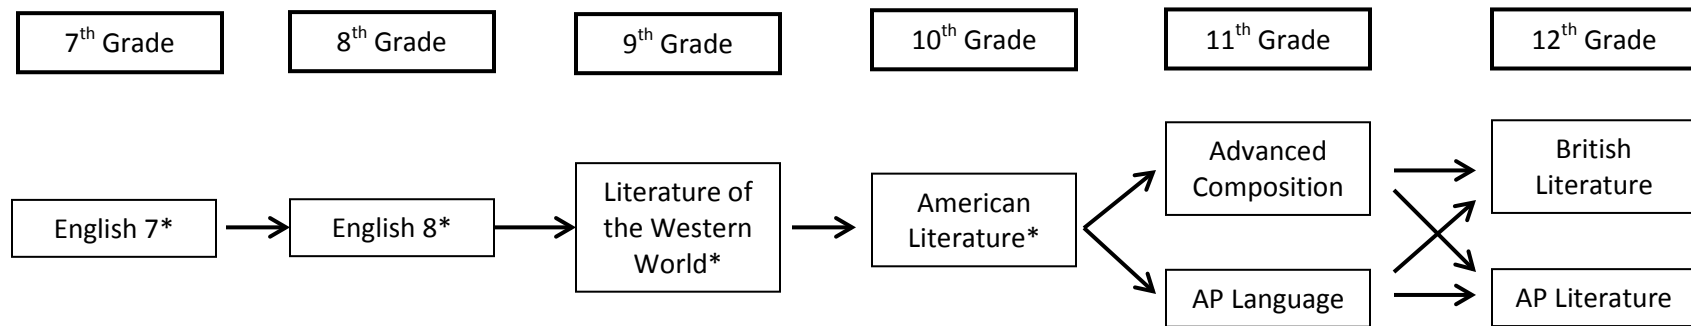 7th Grade
8th Grade
9th Grade
10th Grade
11th Grade
12th Grade
English 7*
English 8*
Literature of
the Western
World*
American
Literature*
Advanced
Composition
AP Language
British
Literature
AP Literature